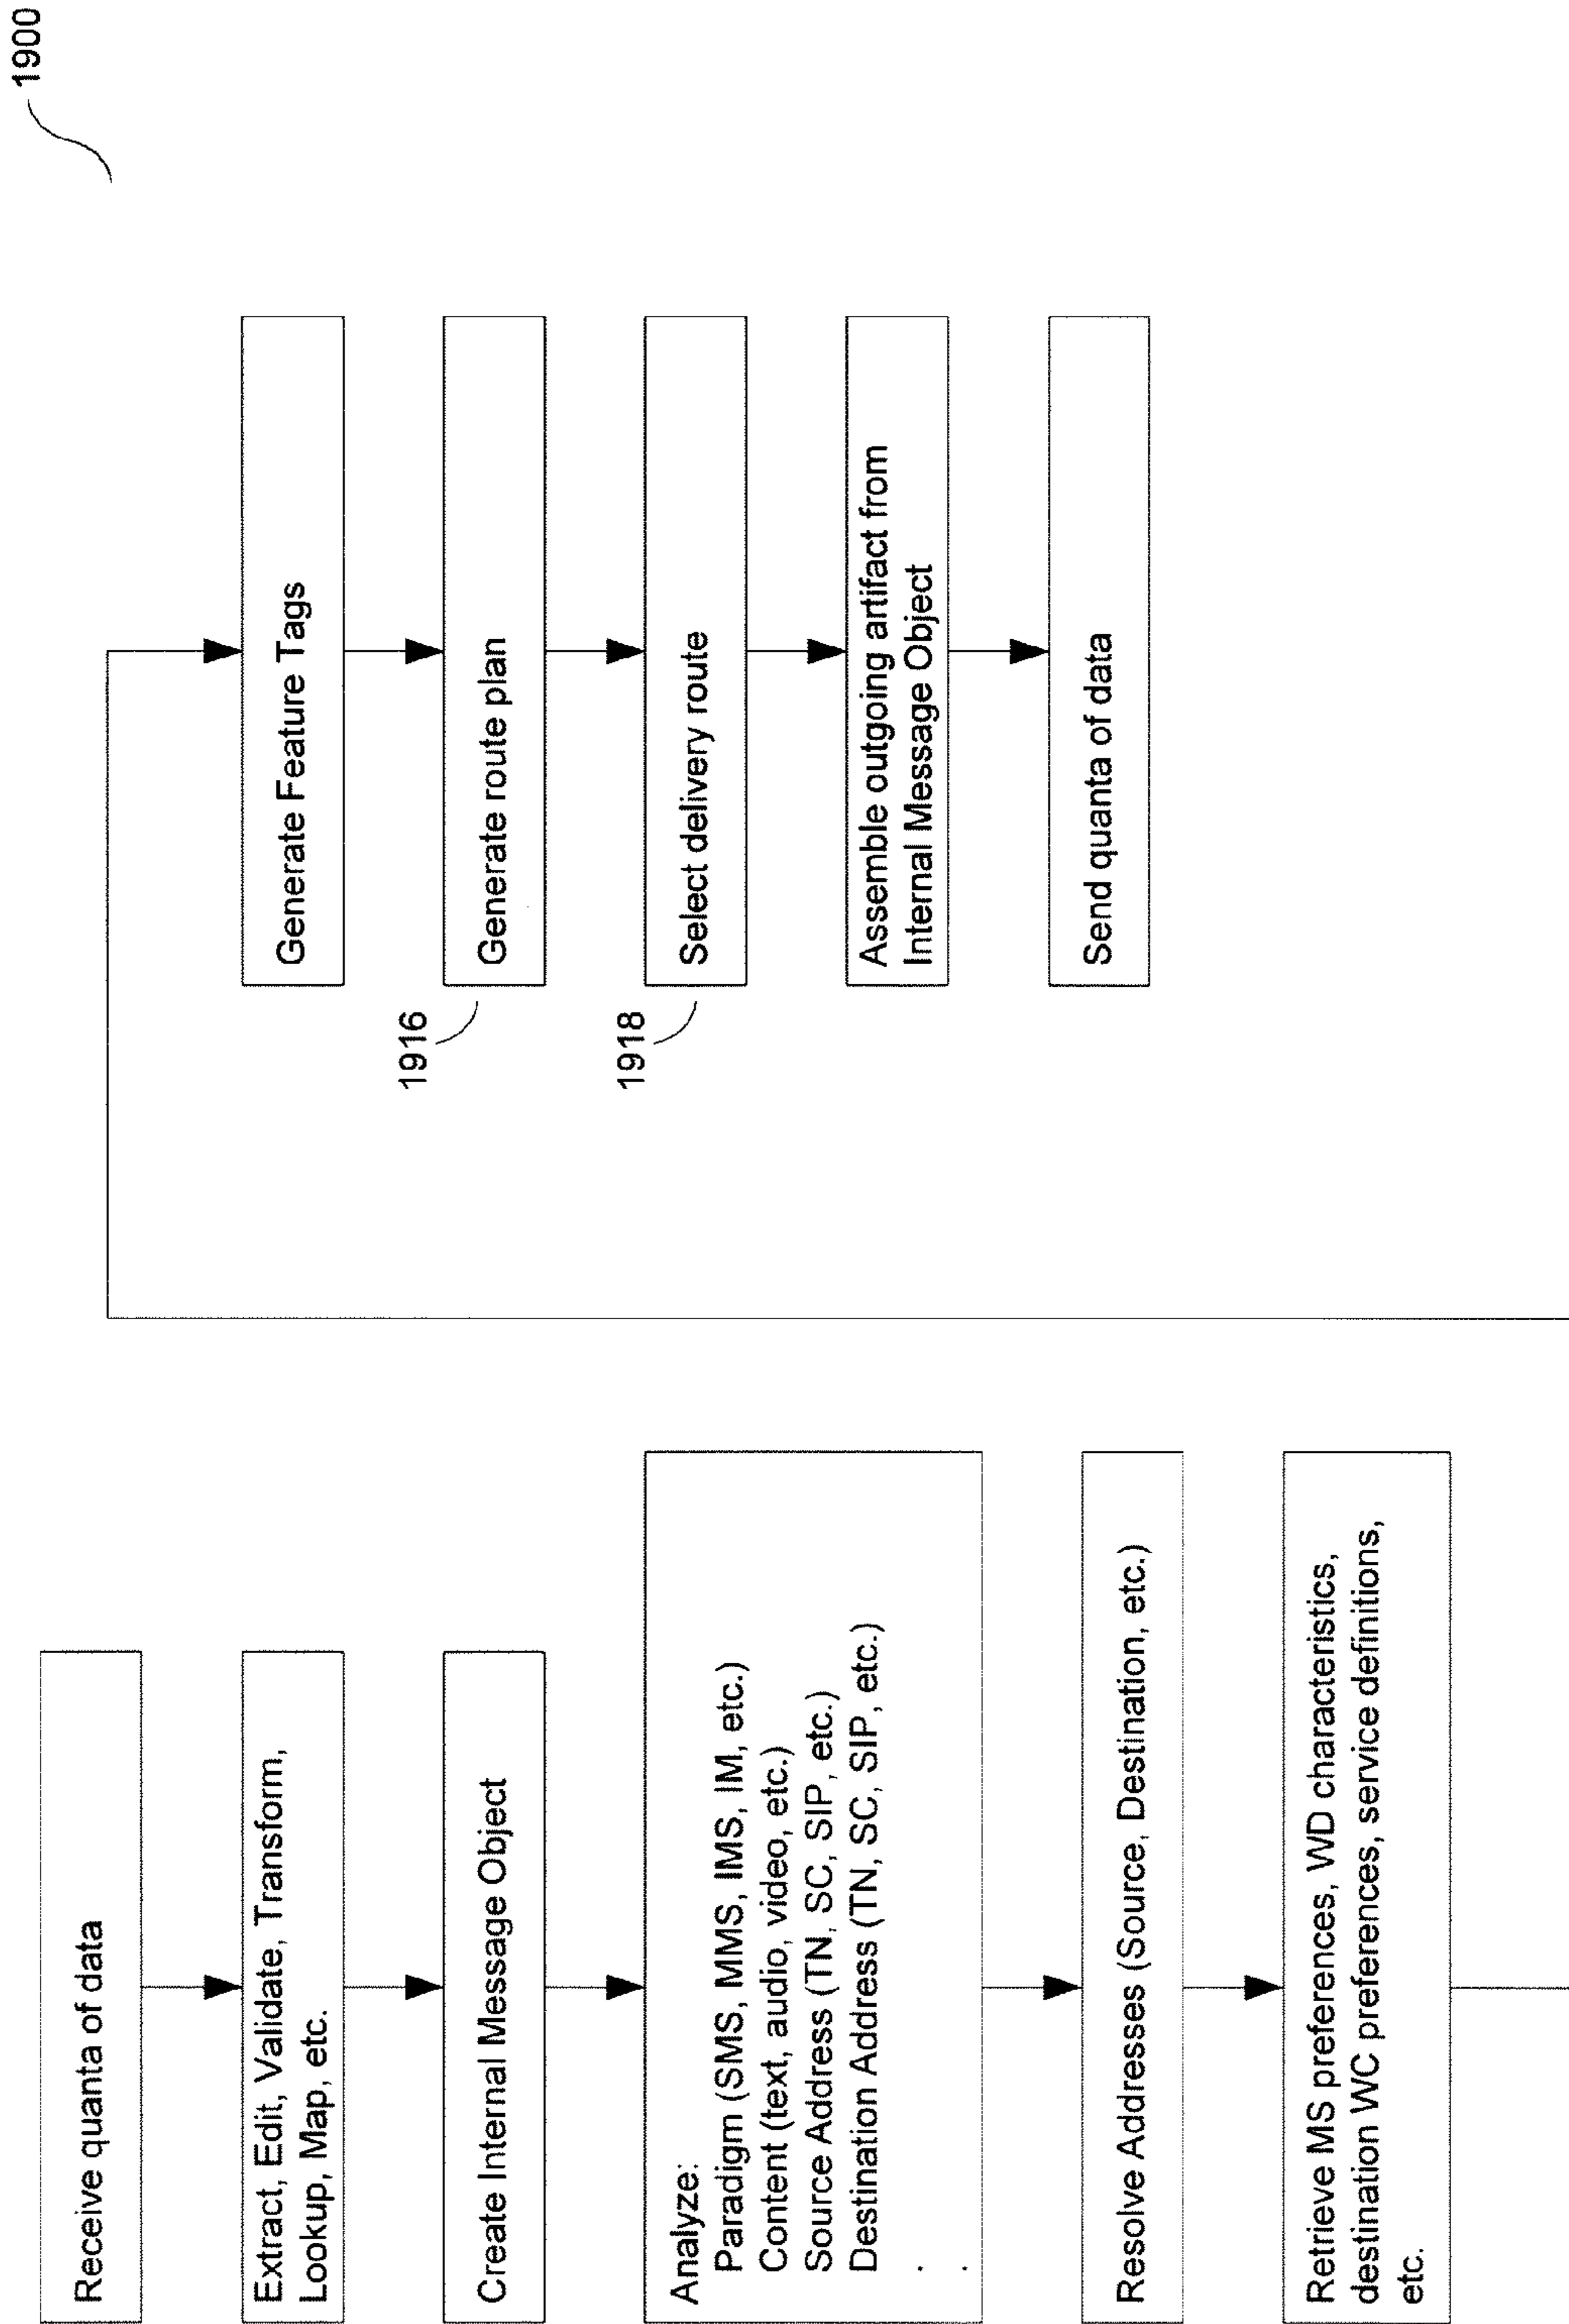 1900
Receive quanta of data
Extract, Edit, Validate, Transform,
Lookup, Map, etc.
Create Internal Message Object
Analyze:
Paradigm (SMS, MMS, IMS, IM, etc.)
Content (text, audio, video, etc.)
Source Address (TN, SC, SIP, etc.)
Destination Address (TN, SC, SIP, etc.)
.
.
Resolve Addresses (Source, Destination, etc.)
Retrieve MS preferences, WD characteristics,
destination WC preferences, service definitions,
etc.
Generate Feature Tags
1916
Generate route plan
1918
Select delivery route
Assemble outgoing artifact from
Internal Message Object
Send quanta of data